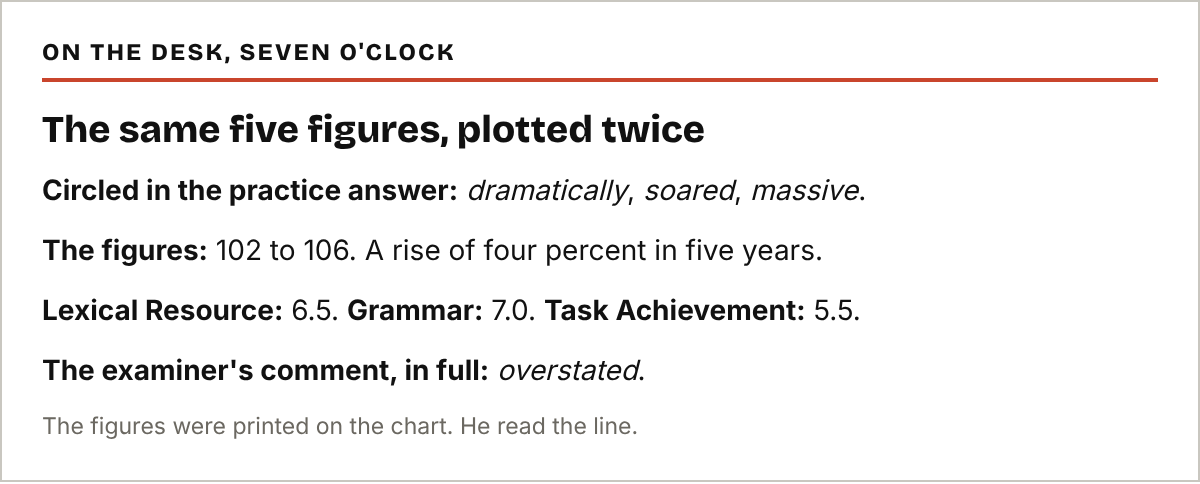 ON THE DESK, SEVEN O'CLOCK
The same five figures, plotted twice
Circled in the practice answer: dramatically, soared, massive.
The figures: 102 to 106. A rise of four percent in five years.
Lexical Resource: 6.5. Grammar: 7.0. Task Achievement: 5.5.
The examiner's comment, in full: overstated.
The figures were printed on the chart. He read the line.